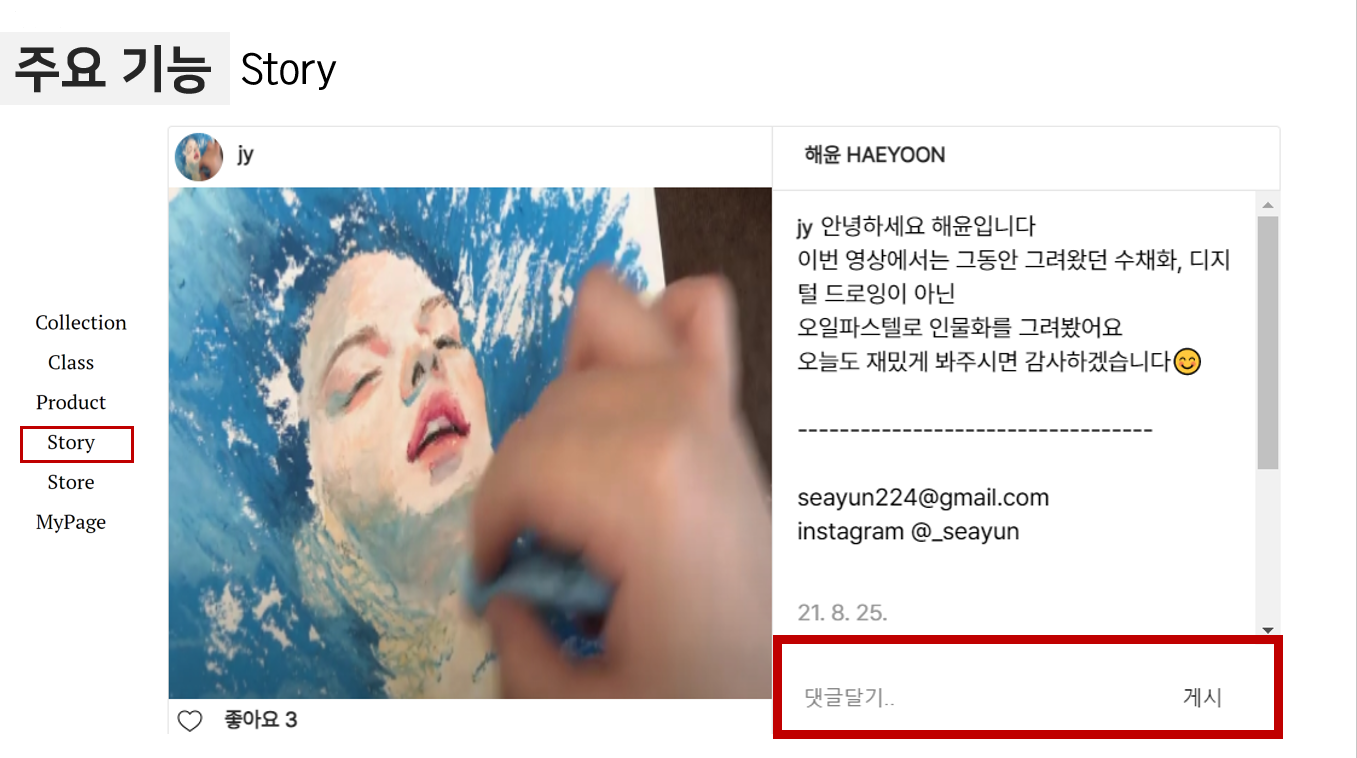 주요 기능 Story
Collection
Class
Product
Story
Store
MyPage
jy
좋아요 3
해윤 HAEYOON
jy 안녕하세요 해윤입니다
이번 영상에서는 그동안 그려왔던 수채화, 디지
털 드로잉이 아닌
오일파스텔로 인물화를 그려봤어요
오늘도 재밌게 봐주시면 감사하겠습니다😊
----------------------------------
seayun224@gmail.com
instagram @_seayun
21. 8. 25.
댓글달기.. 게시